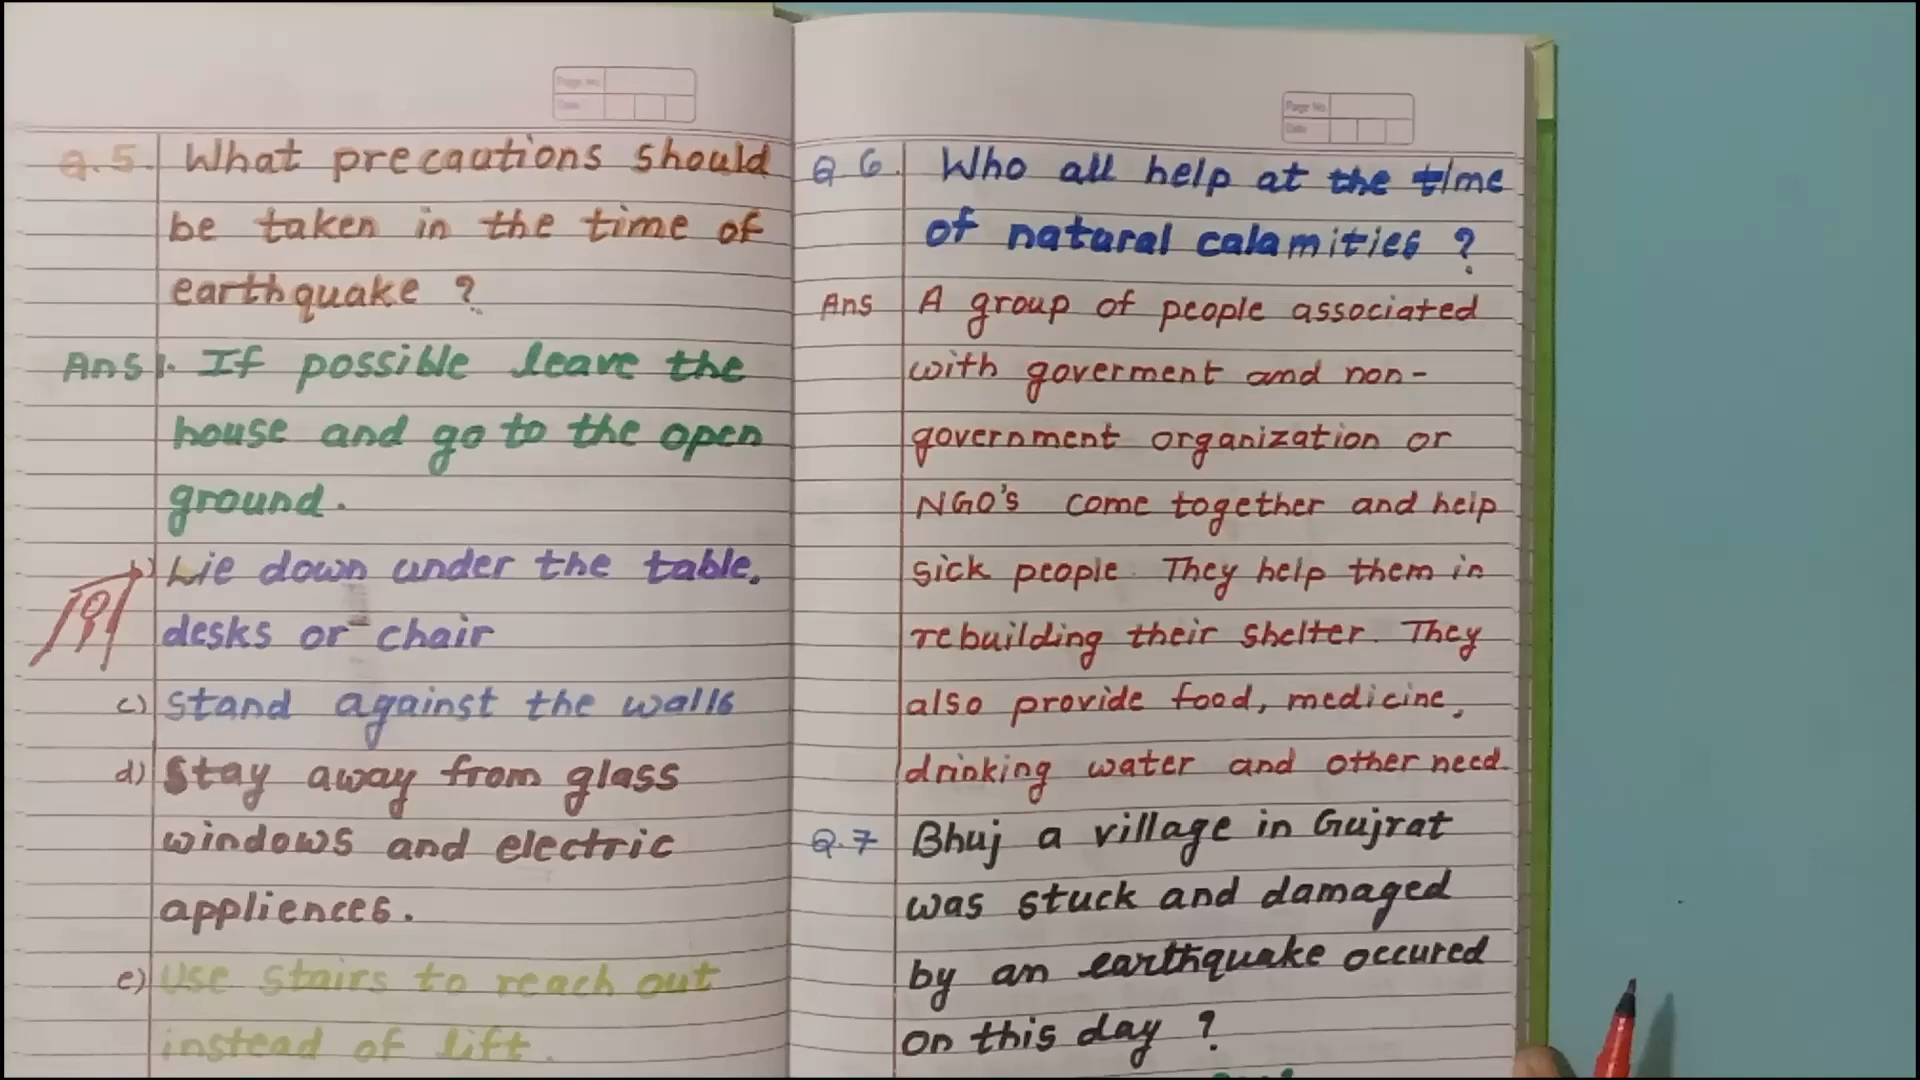 Page No.
Date
Q.5. What precautions should
be taken in the time of
earthquake ?
Ans 1. If possible leave the
house and go to the open
ground.
b) Lie down under the table,
desks or chair
c) Stand against the walls
d) Stay away from glass
windows and electric
appliences.
e) Use stairs to reach out
instead of lift.
Page No.
Date
Q 6. Who all help at the time
of natural calamities ?
Ans A group of people associated
with goverment and non-
government organization or
NGO's come together and help
sick people. They help them in
rebuilding their shelter. They
also provide food, medicine,
drinking water and other need.
Q.7 Bhuj a village in Gujrat
was stuck and damaged
by an earthquake occured
on this day ?